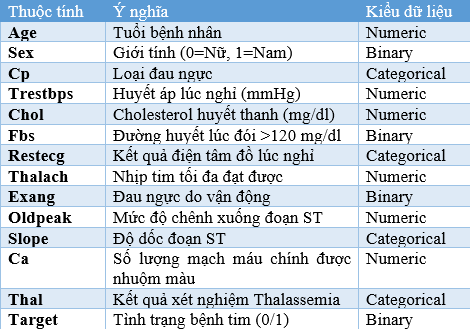 Thuộc tính Ý nghĩa Kiểu dữ liệu
Age Tuổi bệnh nhân Numeric
Sex Giới tính (0=Nữ, 1=Nam) Binary
Cp Loại đau ngực Categorical
Trestbps Huyết áp lúc nghỉ (mmHg) Numeric
Chol Cholesterol huyết thanh (mg/dl) Numeric
Fbs Đường huyết lúc đói >120 mg/dl Binary
Restecg Kết quả điện tâm đồ lúc nghỉ Categorical
Thalach Nhịp tim tối đa đạt được Numeric
Exang Đau ngực do vận động Binary
Oldpeak Mức độ chênh xuống đoạn ST Numeric
Slope Độ dốc đoạn ST Categorical
Ca Số lượng mạch máu chính được Numeric
nhuộm màu
Thal Kết quả xét nghiệm Thalassemia Categorical
Target Tình trạng bệnh tim (0/1) Binary